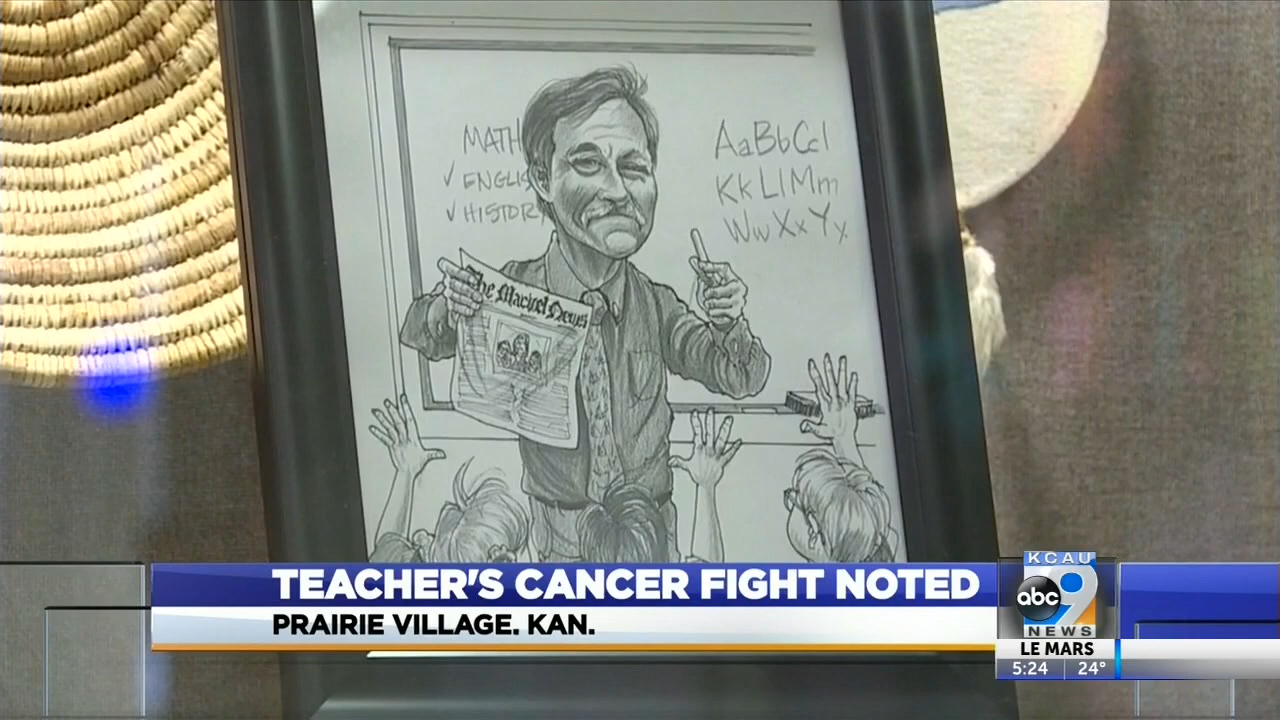 MATH
✓ ENGLIS
✓ HISTORY
AaBbCcl
KkLlMm
WwXxYy
The Maciel News
TEACHER'S CANCER FIGHT NOTED
PRAIRIE VILLAGE. KAN.
KCAU
abc 9
NEWS
LE MARS
5:24 24°